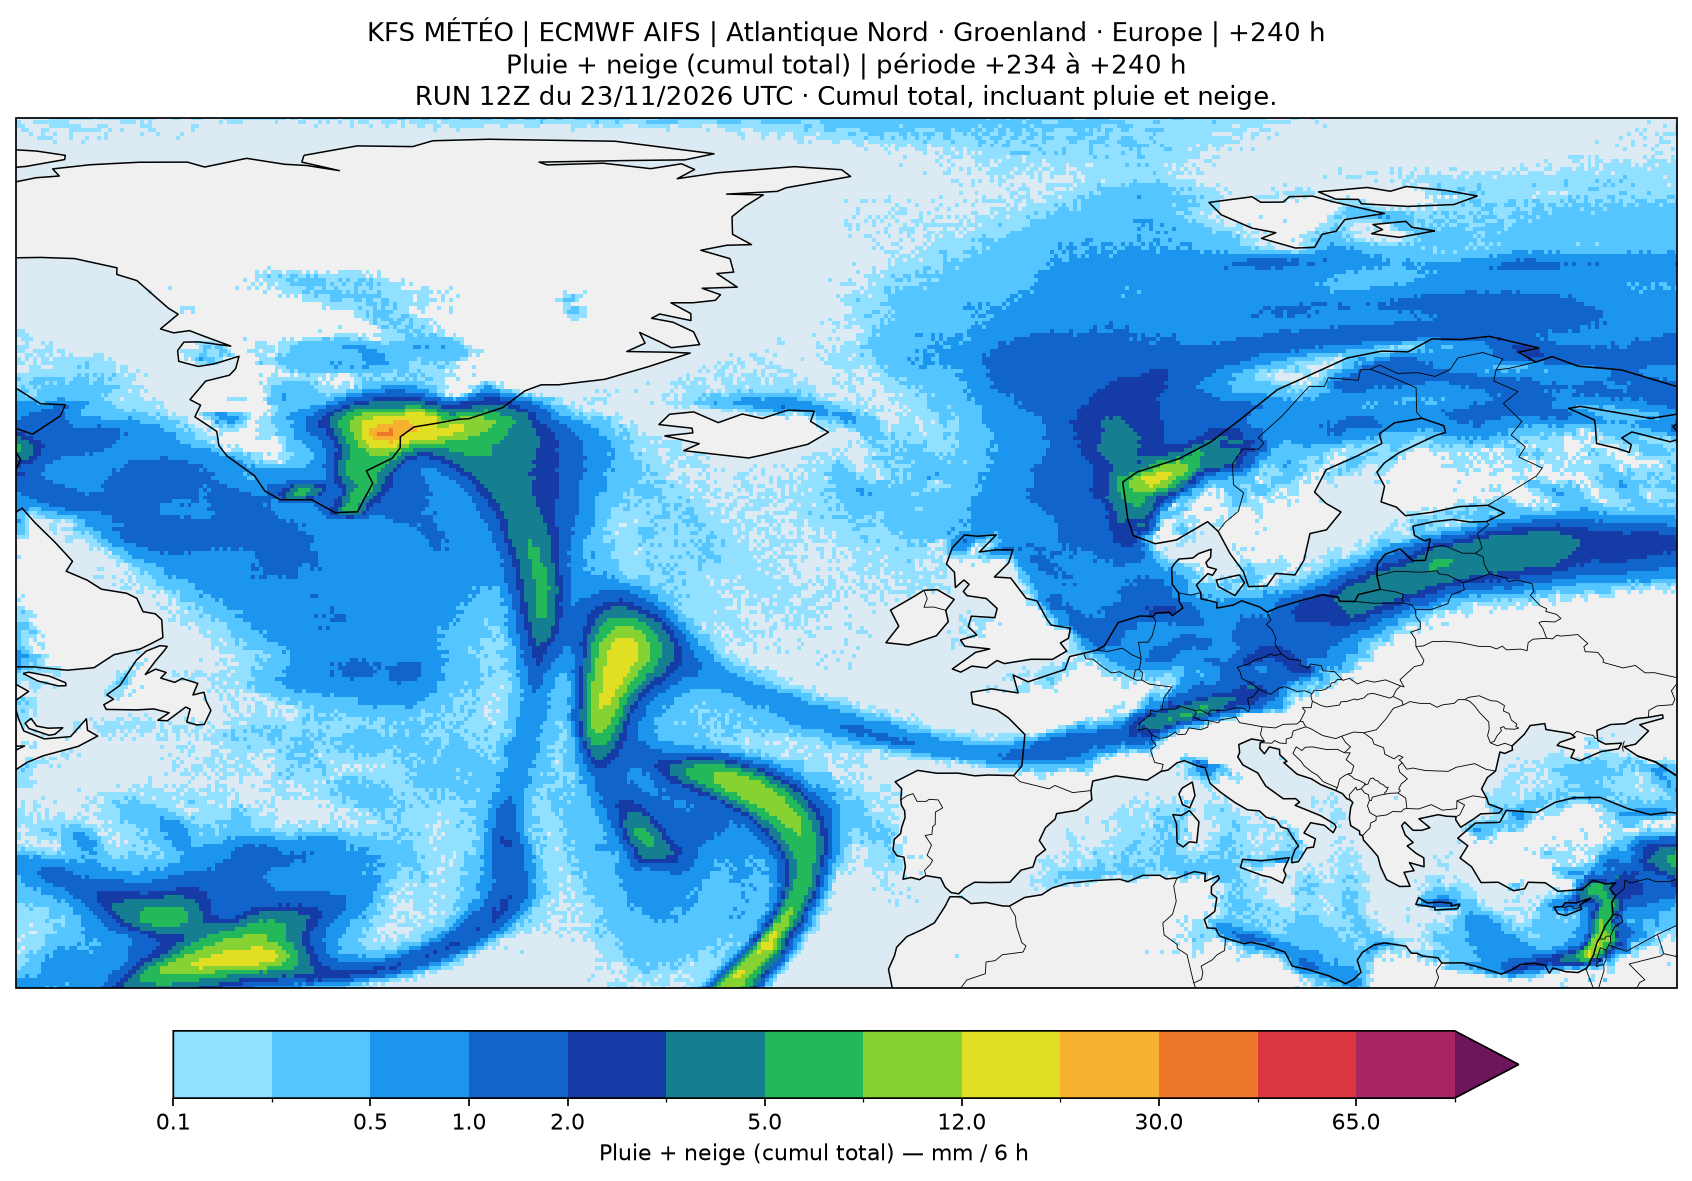 KFS MÉTÉO | ECMWF AIFS | Atlantique Nord · Groenland · Europe | +240 h
Pluie + neige (cumul total) | période +234 à +240 h
RUN 12Z du 23/11/2026 UTC · Cumul total, incluant pluie et neige.
0.1 0.5 1.0 2.0 5.0 12.0 30.0 65.0
Pluie + neige (cumul total) — mm / 6 h